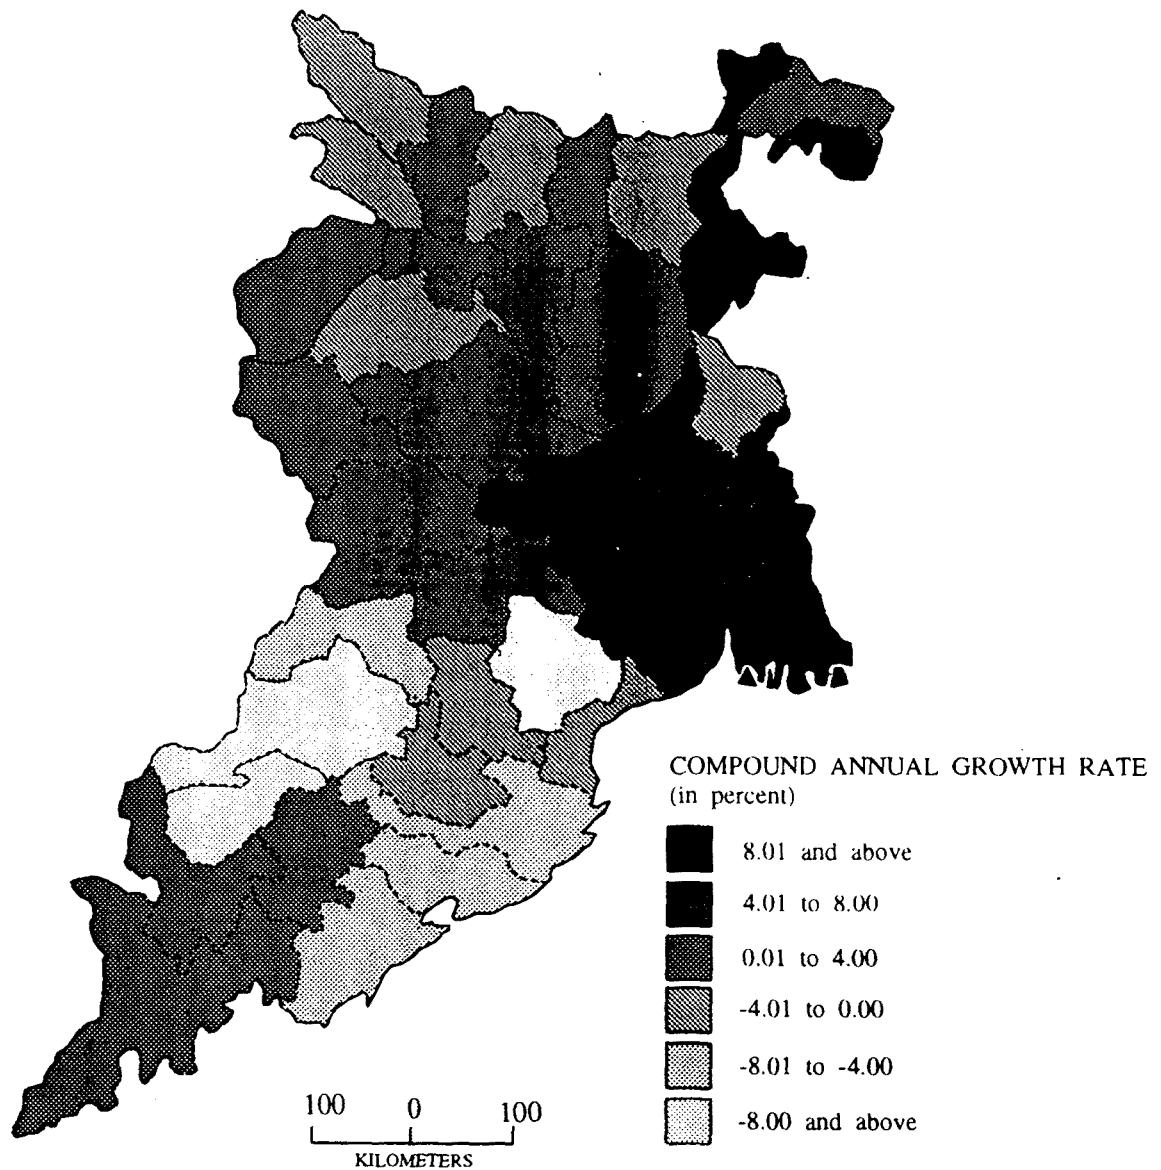 COMPOUND ANNUAL GROWTH RATE
(in percent)
8.01 and above
4.01 to 8.00
0.01 to 4.00
-4.01 to 0.00
-8.01 to -4.00
-8.00 and above
100 0 100
KILOMETERS